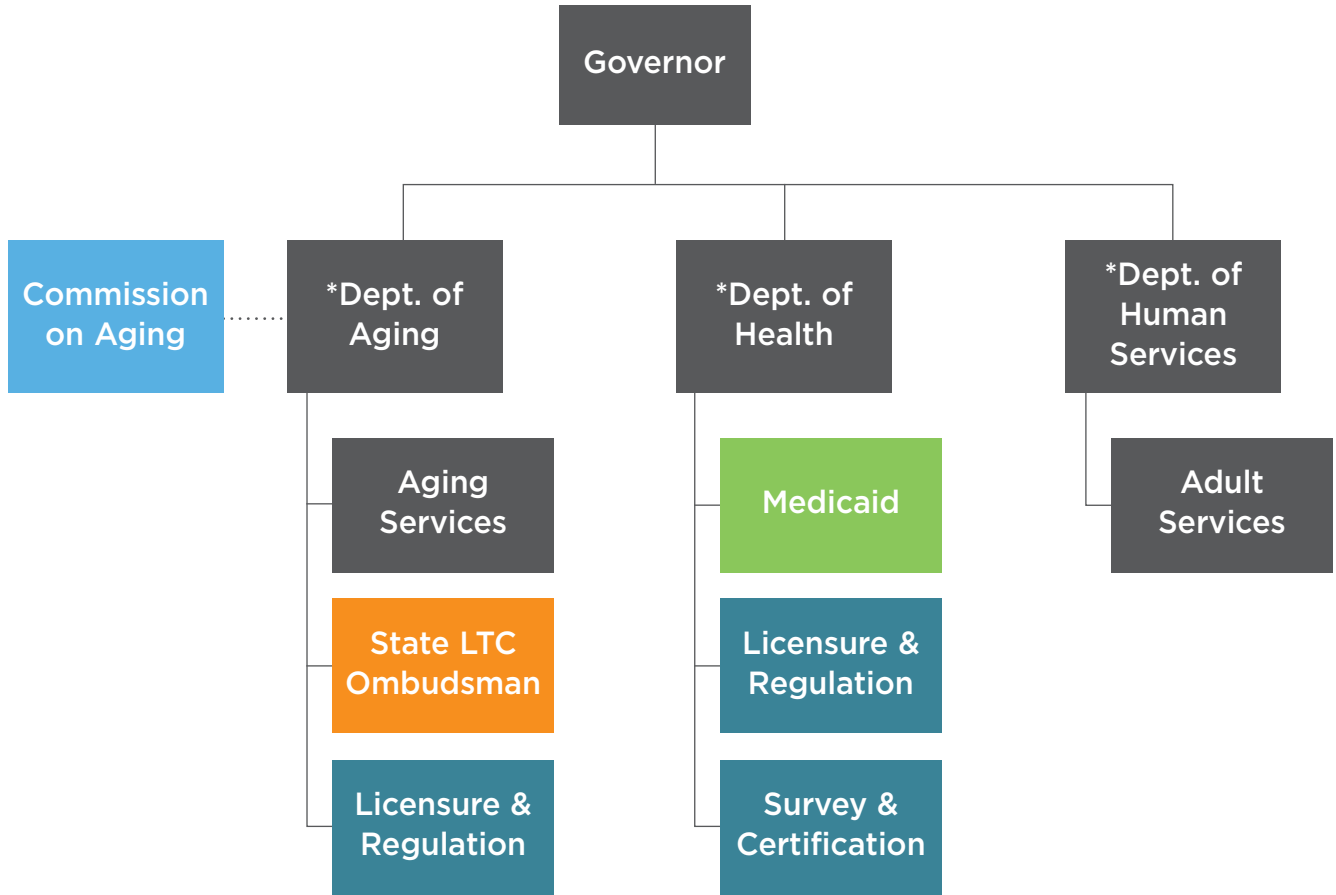 Governor
Commission
on Aging
*Dept. of
Aging
*Dept. of
Health
*Dept. of
Human
Services
Aging
Services
Medicaid
Adult
Services
State LTC
Ombudsman
Licensure &
Regulation
Licensure &
Regulation
Survey &
Certification